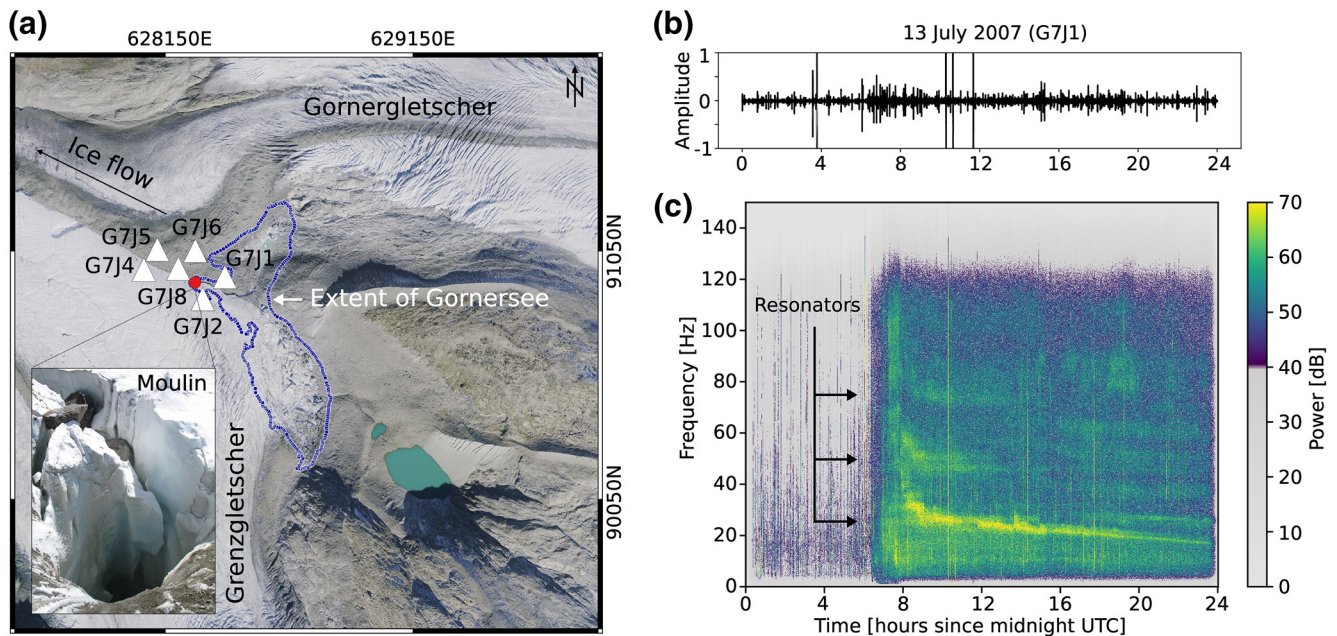 (a)
628150E 629150E
N
Gornergletscher
Ice flow
G7J5 G7J6
G7J4 G7J1
G7J8
G7J2
Extent of Gornersee
Moulin
Grenzgletscher
91050N
90050N
(b)
13 July 2007 (G7J1)
Amplitude
1
0
-1
0 4 8 12 16 20 24
(c)
Frequency [Hz]
140
120
100
80
60
40
20
0
Resonators
0 4 8 12 16 20 24
Time [hours since midnight UTC]
70
60
50
40
30
20
10
0
Power [dB]